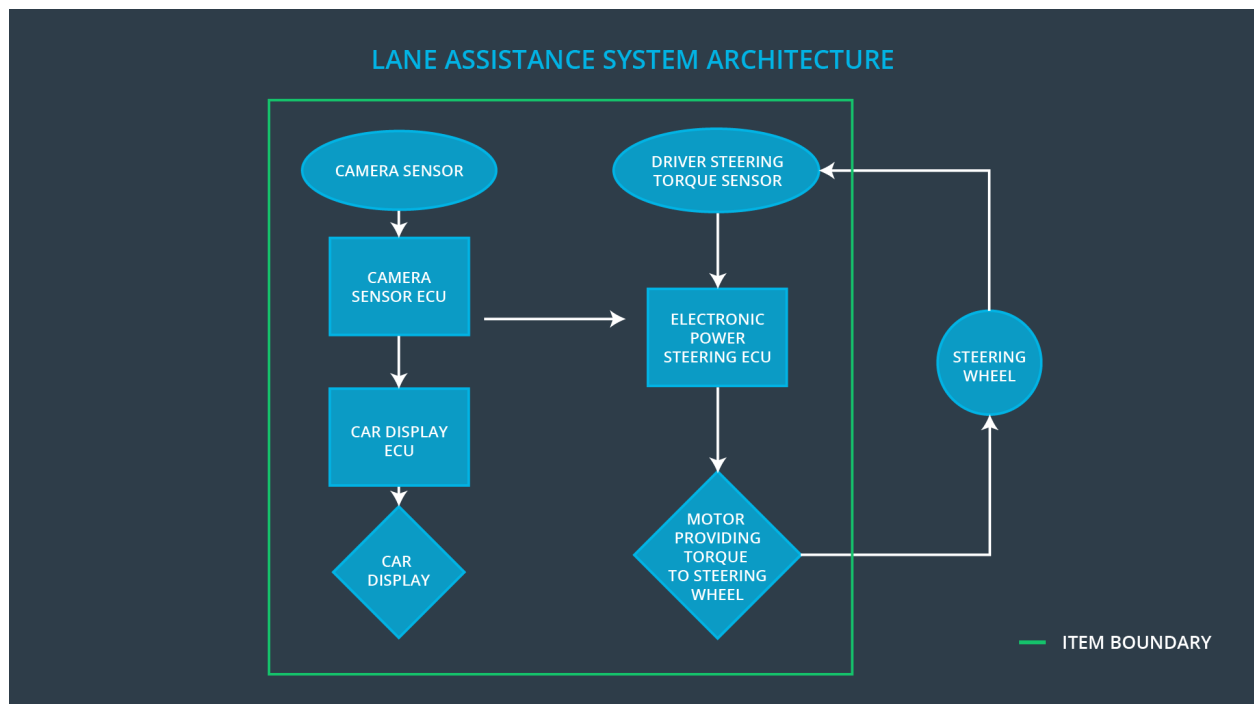 LANE ASSISTANCE SYSTEM ARCHITECTURE
CAMERA SENSOR
DRIVER STEERING
TORQUE SENSOR
CAMERA
SENSOR ECU
ELECTRONIC
POWER
STEERING ECU
STEERING
WHEEL
CAR DISPLAY
ECU
CAR
DISPLAY
MOTOR
PROVIDING
TORQUE
TO STEERING
WHEEL
ITEM BOUNDARY